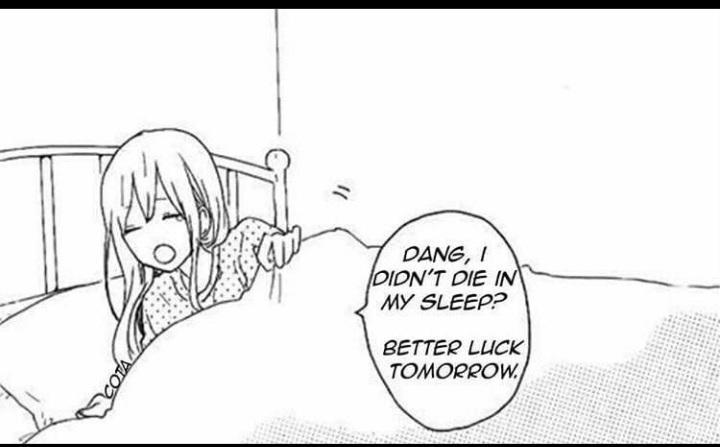 DANG, I
DIDN'T DIE IN
MY SLEEP?
BETTER LUCK
TOMORROW.
COTA